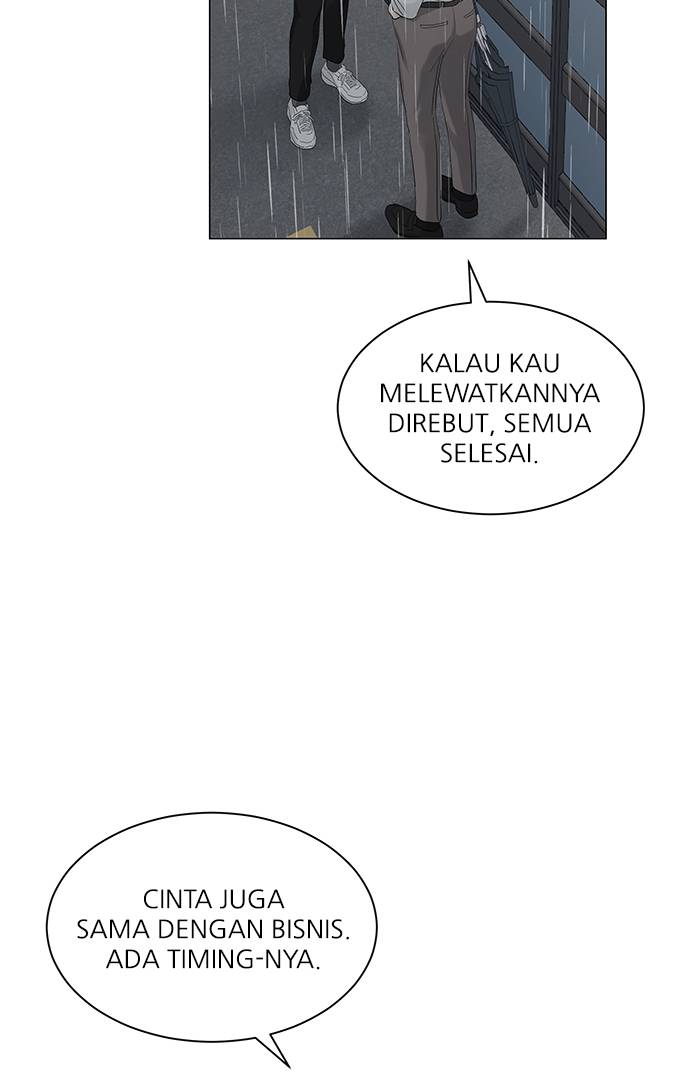 KALAU KAU
MELEWATKANNYA
DIREBUT, SEMUA
SELESAI.
CINTA JUGA
SAMA DENGAN BISNIS.
ADA TIMING-NYA.